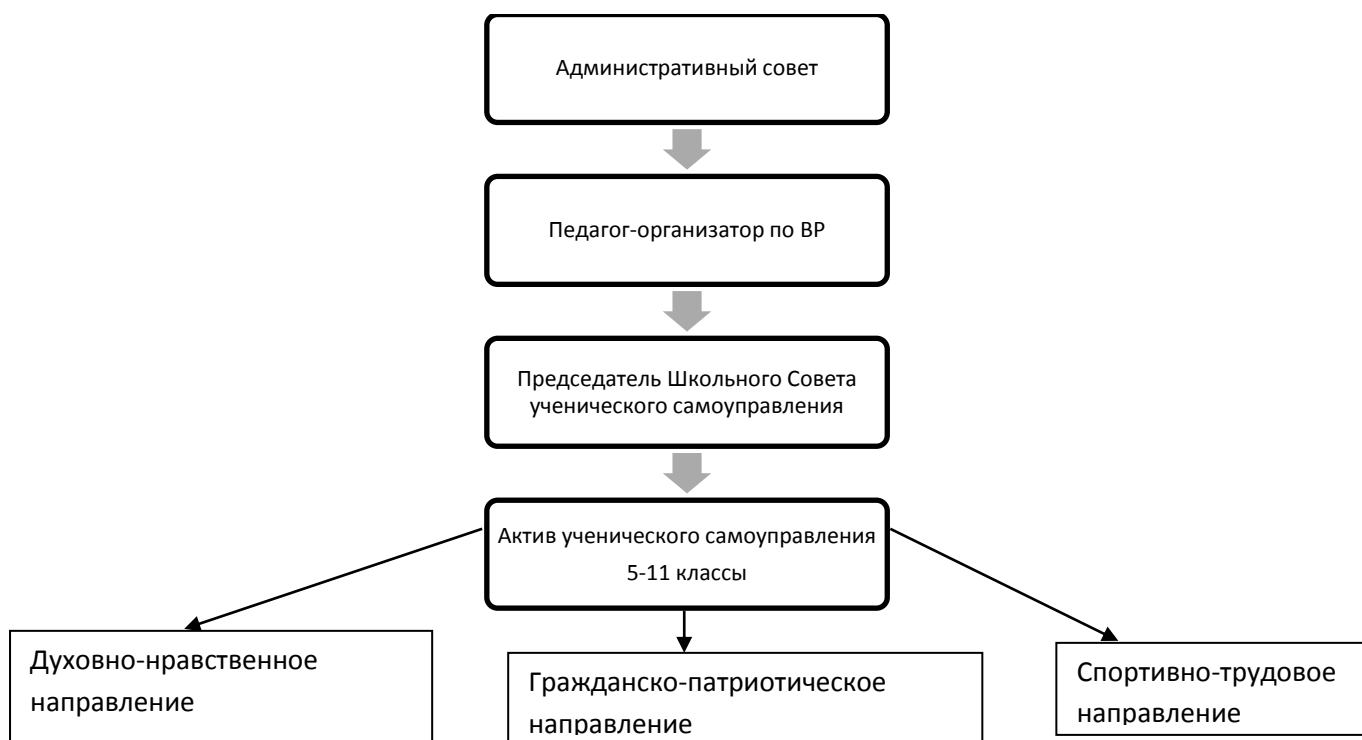 Административный совет
Педагог-организатор по ВР
Председатель Школьного Совета
ученического самоуправления
Актив ученического самоуправления
5-11 классы
Духовно-нравственное
направление
Гражданско-патриотическое
направление
Спортивно-трудовое
направление